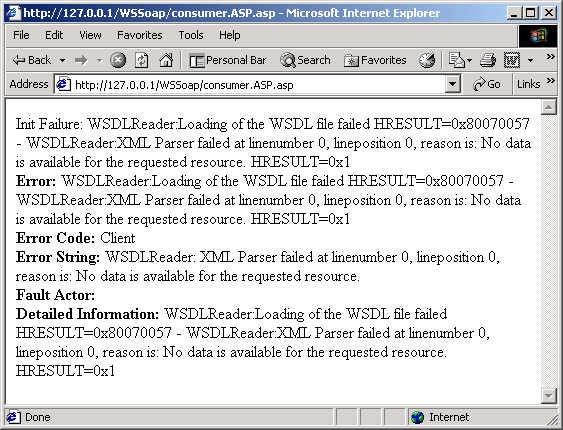 http://127.0.0.1/WSSoap/consumer.ASP.asp - Microsoft Internet Explorer
File Edit View Favorites Tools Help
Back Personal Bar Search Favorites »
Address http://127.0.0.1/WSSoap/consumer.ASP.asp Go Links »
Init Failure: WSDLReader:Loading of the WSDL file failed HRESULT=0x80070057
- WSDLReader:XML Parser failed at linenumber 0, lineposition 0, reason is: No data
is available for the requested resource. HRESULT=0x1
Error: WSDLReader:Loading of the WSDL file failed HRESULT=0x80070057 -
WSDLReader:XML Parser failed at linenumber 0, lineposition 0, reason is: No data
is available for the requested resource. HRESULT=0x1
Error Code: Client
Error String: WSDLReader: XML Parser failed at linenumber 0, lineposition 0,
reason is: No data is available for the requested resource.
Fault Actor:
Detailed Information: WSDLReader:Loading of the WSDL file failed
HRESULT=0x80070057 - WSDLReader:XML Parser failed at linenumber 0,
lineposition 0, reason is: No data is available for the requested resource.
HRESULT=0x1
Done Internet